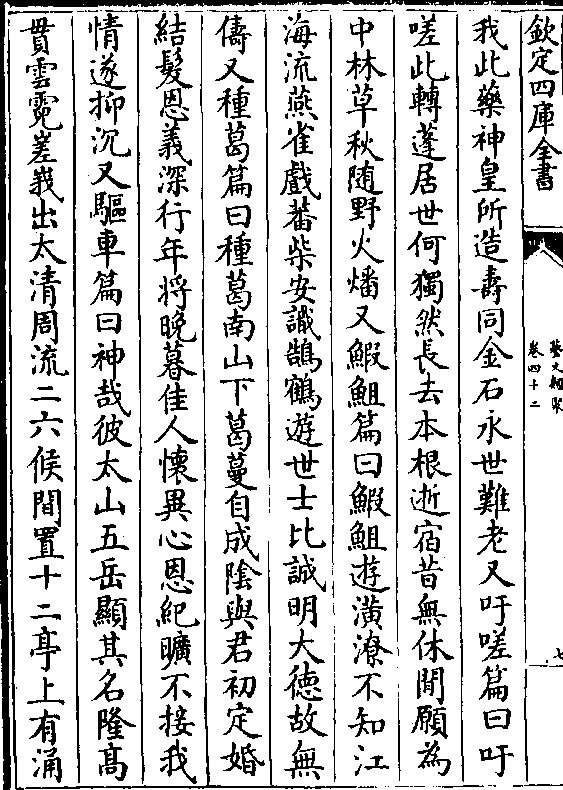 欽定四庫全書
藝文類聚
卷四十二
七
我此藥神皇所造壽同金石永世難老又吁嗟篇曰吁
嗟此轉蓬居世何獨然長去本根逝宿昔無休閒願為
中林草秋随野火燔又鰕䱇篇曰鰕䱇遊潢潦不知江
海流燕雀戲蕃柴安識鵠鶴遊世士比誠明大徳故無
儔又種葛篇曰種葛南山下葛蔓自成陰與君初定婚
結髮恩義深行年将晚暮佳人懷異心恩紀曠不接我
情遂抑沉又驅車篇曰神哉彼太山五岳顯其名隆髙
貫雲霓嵳峩出太清周流二六候間置十二亭上有涌